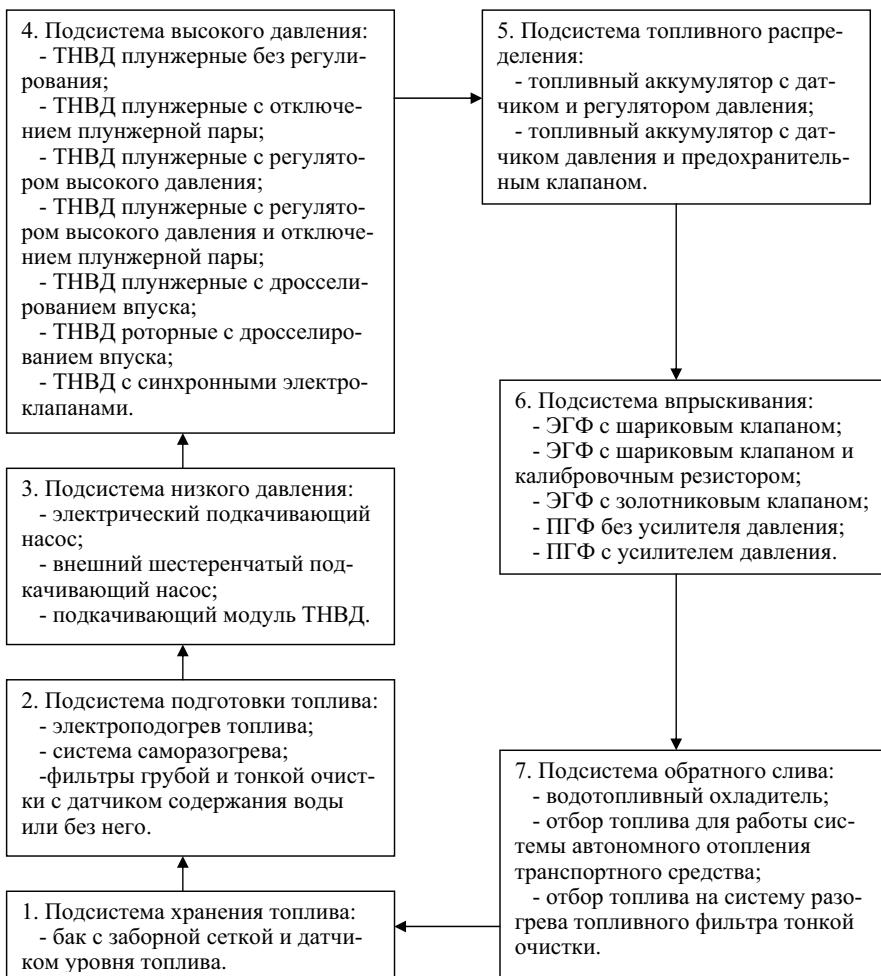 4. Подсистема высокого давления:
- ТНВД плунжерные без регули-
рования;
- ТНВД плунжерные с отключе-
нием плунжерной пары;
- ТНВД плунжерные с регулято-
ром высокого давления;
- ТНВД плунжерные с регулято-
ром высокого давления и отключе-
нием плунжерной пары;
- ТНВД плунжерные с дроссели-
рованием впуска;
- ТНВД роторные с дросселиро-
ванием впуска;
- ТНВД с синхронными электро-
клапанами.
5. Подсистема топливного распре-
деления:
- топливный аккумулятор с дат-
чиком и регулятором давления;
- топливный аккумулятор с дат-
чиком давления и предохранитель-
ным клапаном.
3. Подсистема низкого давления:
- электрический подкачивающий
насос;
- внешний шестеренчатый под-
качивающий насос;
- подкачивающий модуль ТНВД.
6. Подсистема впрыскивания:
- ЭГФ с шариковым клапаном;
- ЭГФ с шариковым клапаном и
калибровочным резистором;
- ЭГФ с золотниковым клапаном;
- ПГФ без усилителя давления;
- ПГФ с усилителем давления.
2. Подсистема подготовки топлива:
- электроподогрев топлива;
- система саморазогрева;
-фильтры грубой и тонкой очист-
ки с датчиком содержания воды
или без него.
7. Подсистема обратного слива:
- водотопливный охладитель;
- отбор топлива для работы сис-
темы автономного отопления
транспортного средства;
- отбор топлива на систему разо-
грева топливного фильтра тонкой
очистки.
1. Подсистема хранения топлива:
- бак с заборной сеткой и датчи-
ком уровня топлива.